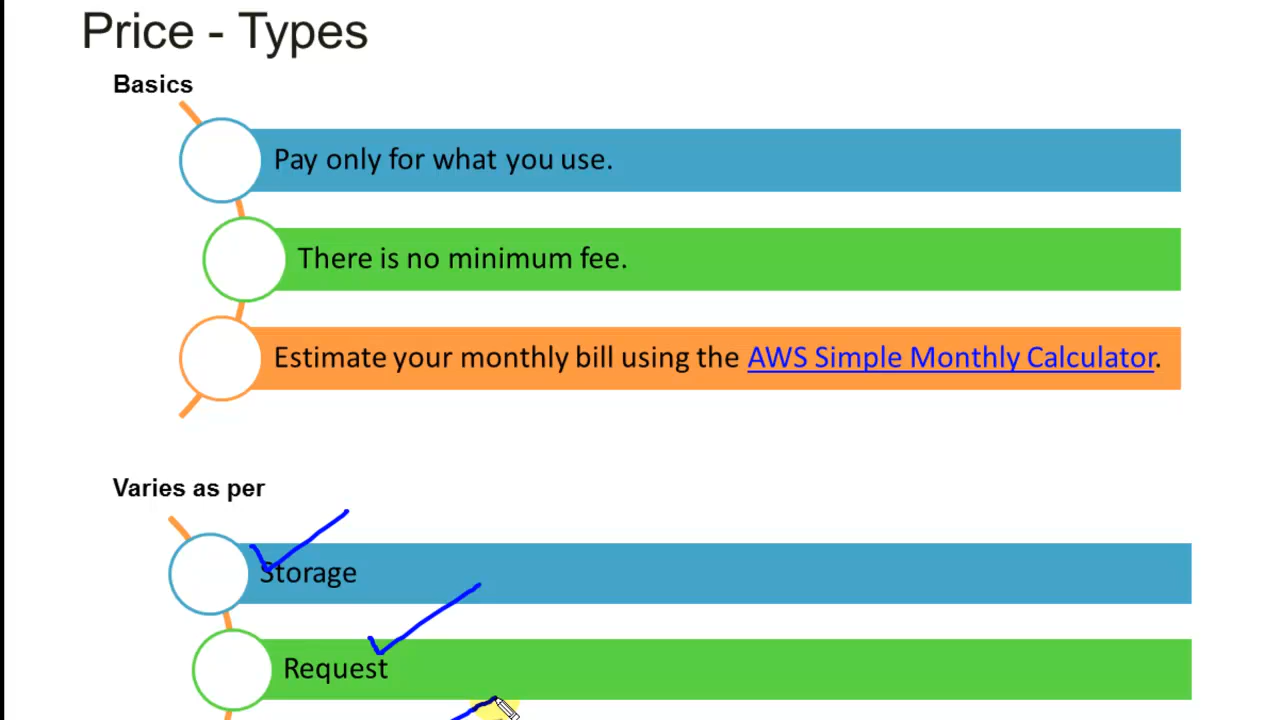 Price - Types
Basics
Pay only for what you use.
There is no minimum fee.
Estimate your monthly bill using the AWS Simple Monthly Calculator.
Varies as per
Storage
Request